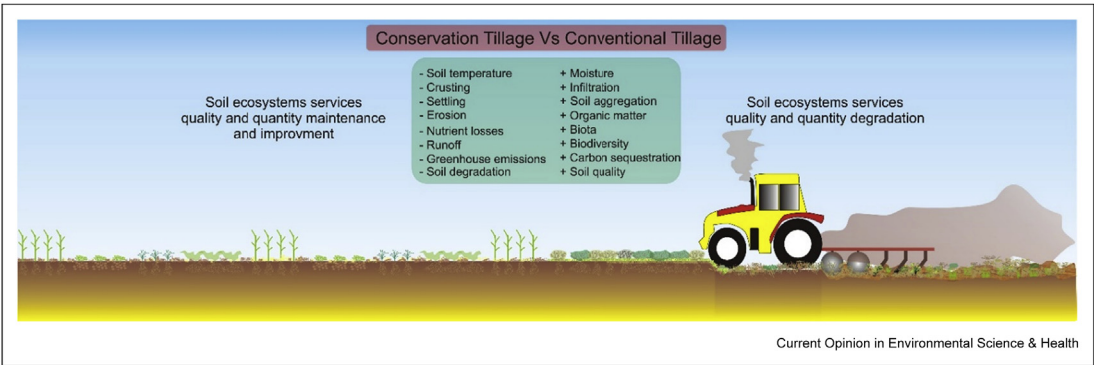 Conservation Tillage Vs Conventional Tillage
Soil ecosystems services
quality and quantity maintenance
and improvment
- Soil temperature
- Crusting
- Settling
- Erosion
- Nutrient losses
- Runoff
- Greenhouse emissions
- Soil degradation
+ Moisture
+ Infiltration
+ Soil aggregation
+ Organic matter
+ Biota
+ Biodiversity
+ Carbon sequestration
+ Soil quality
Soil ecosystems services
quality and quantity degradation
Current Opinion in Environmental Science & Health